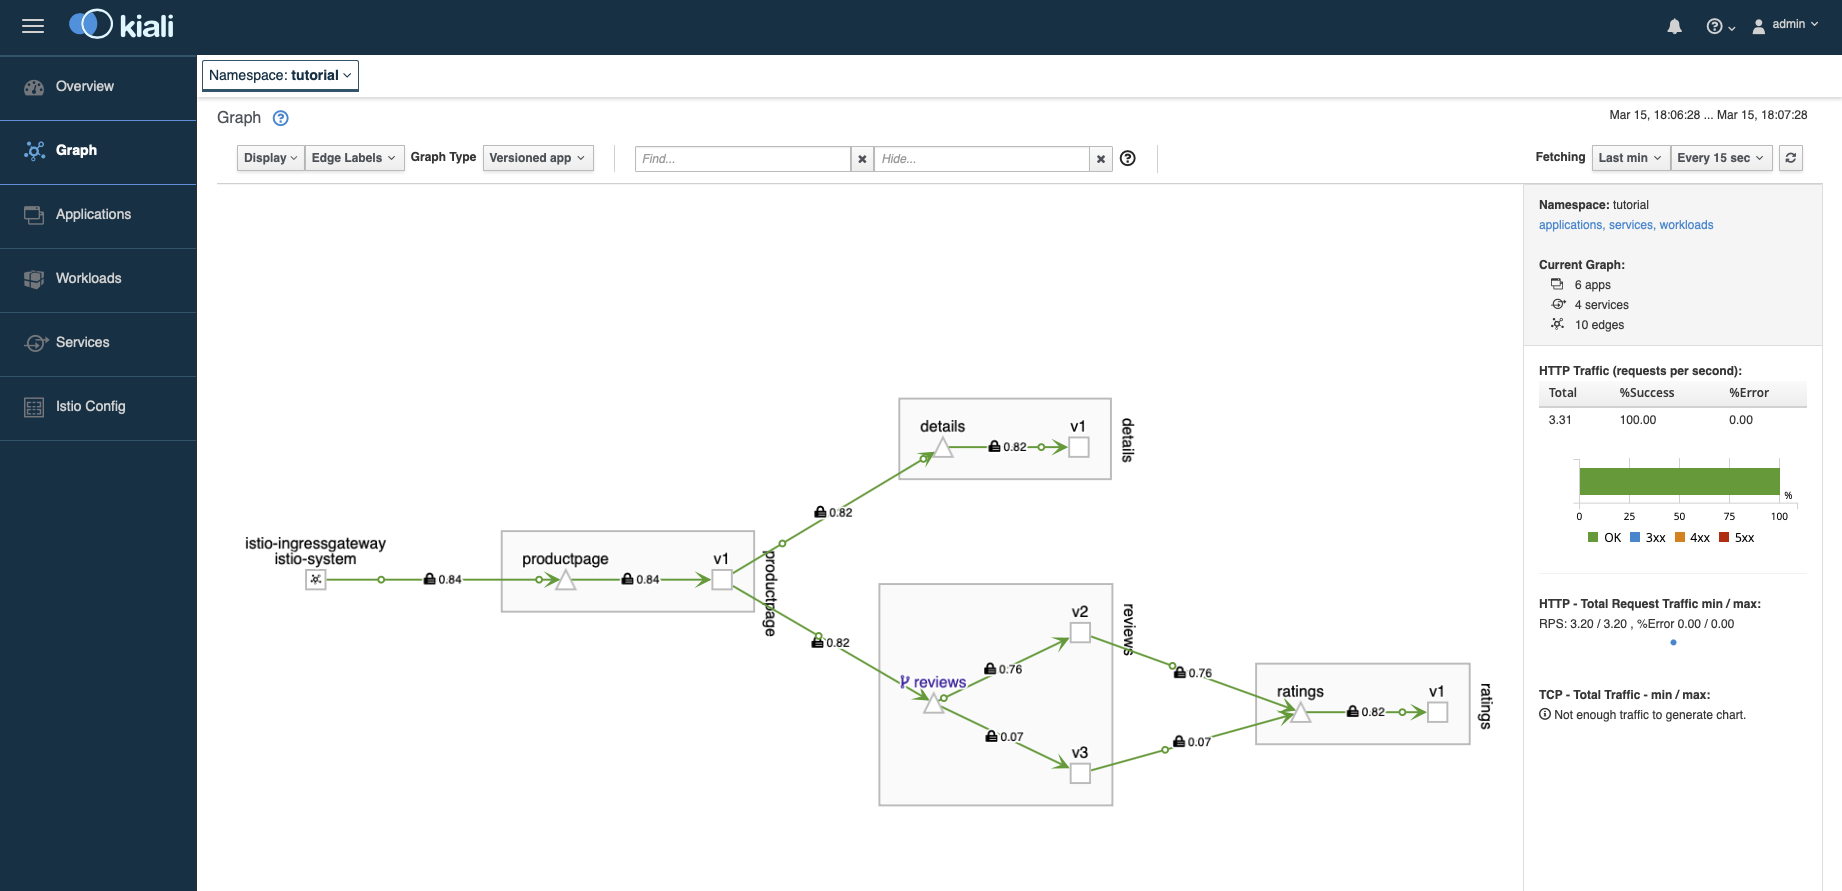 kiali
admin
Overview
Graph
Applications
Workloads
Services
Istio Config
Namespace: tutorial
Graph
Mar 15, 18:06:28 ... Mar 15, 18:07:28
Display
Edge Labels
Graph Type
Versioned app
Find...
Hide...
Fetching
Last min
Every 15 sec
istio-ingressgateway
istio-system
0.84
productpage
0.84
v1
productpage
0.82
details
0.82
v1
details
0.82
reviews
0.76
v2
0.07
v3
reviews
0.76
0.07
ratings
0.82
v1
ratings
Namespace: tutorial
applications, services, workloads
Current Graph:
6 apps
4 services
10 edges
HTTP Traffic (requests per second):
Total %Success %Error
3.31 100.00 0.00
%
0 25 50 75 100
OK 3xx 4xx 5xx
HTTP - Total Request Traffic min / max:
RPS: 3.20 / 3.20 , %Error 0.00 / 0.00
TCP - Total Traffic - min / max:
Not enough traffic to generate chart.